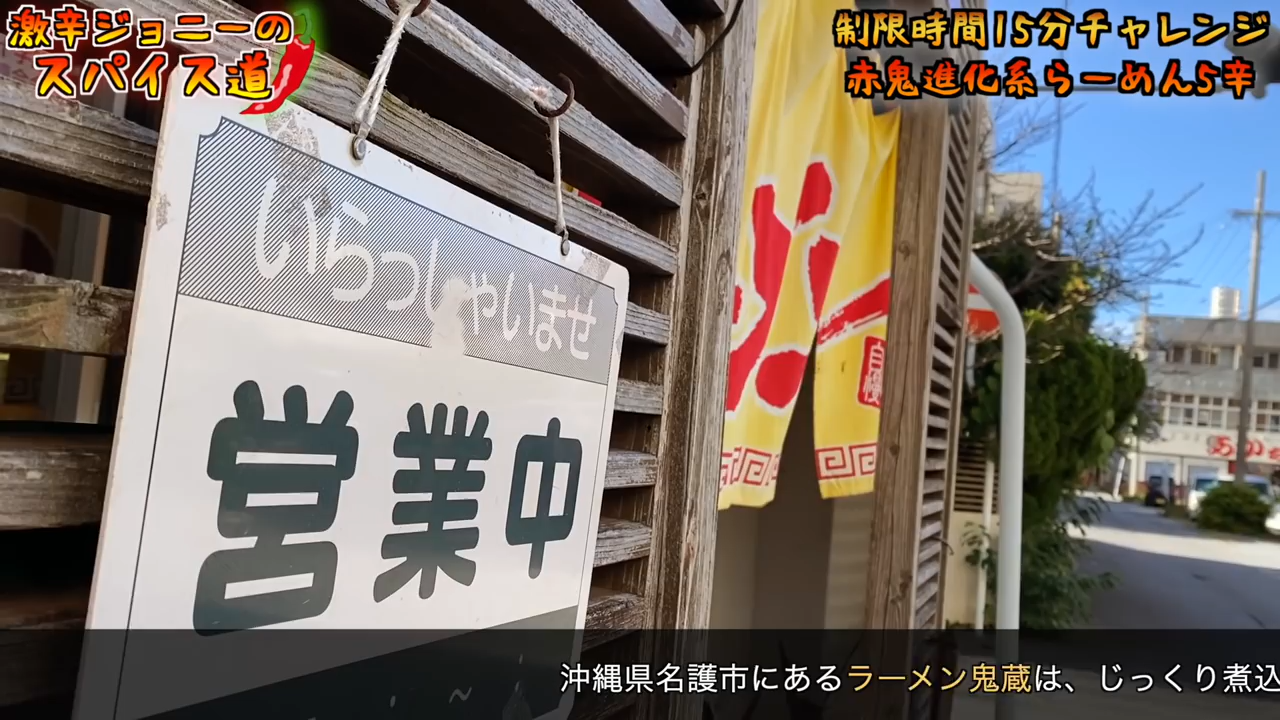 激辛ジョニーの
スパイス道
制限時間15分チャレンジ
赤鬼進化系らーめん5辛
いらっしゃいませ
営業中
～
沖縄県名護市にあるラーメン鬼蔵は、じっくり煮込